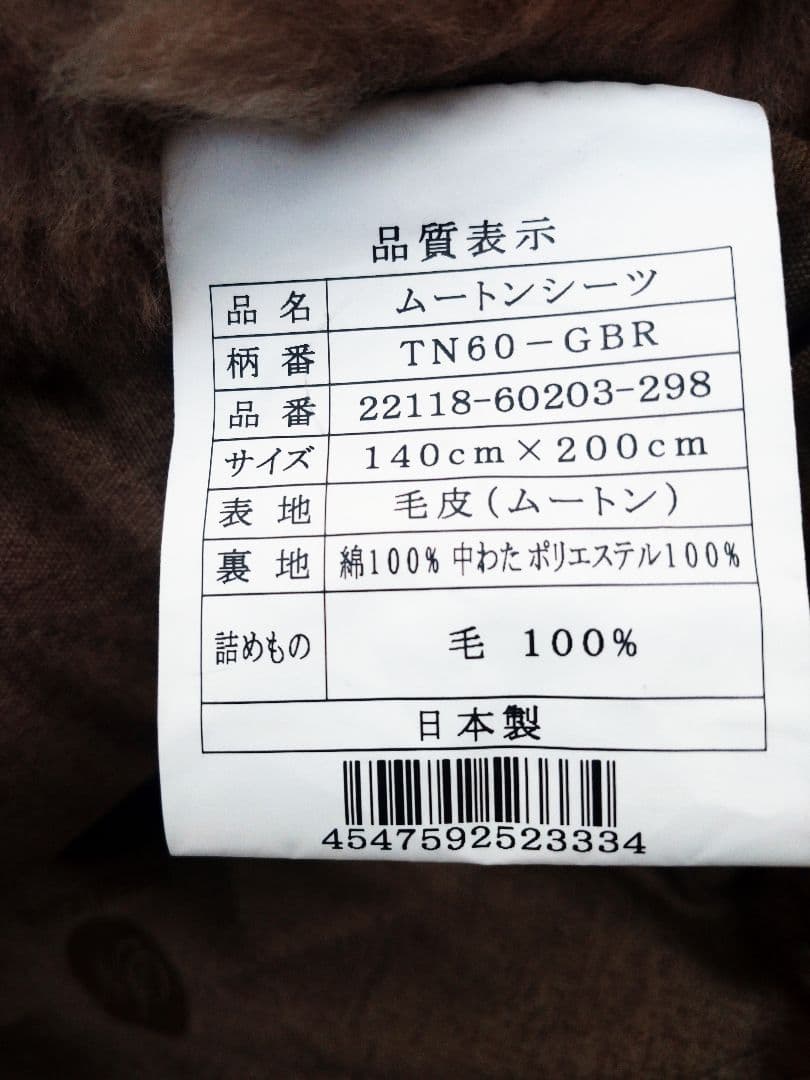 品質表示
品名 ムートンシーツ
柄番 TN60-GBR
品番 22118-60203-298
サイズ 140cm×200cm
表地 毛皮(ムートン)
裏地 綿100% 中わた ポリエステル100%
詰めもの 毛 100%
日本製
4547592523334